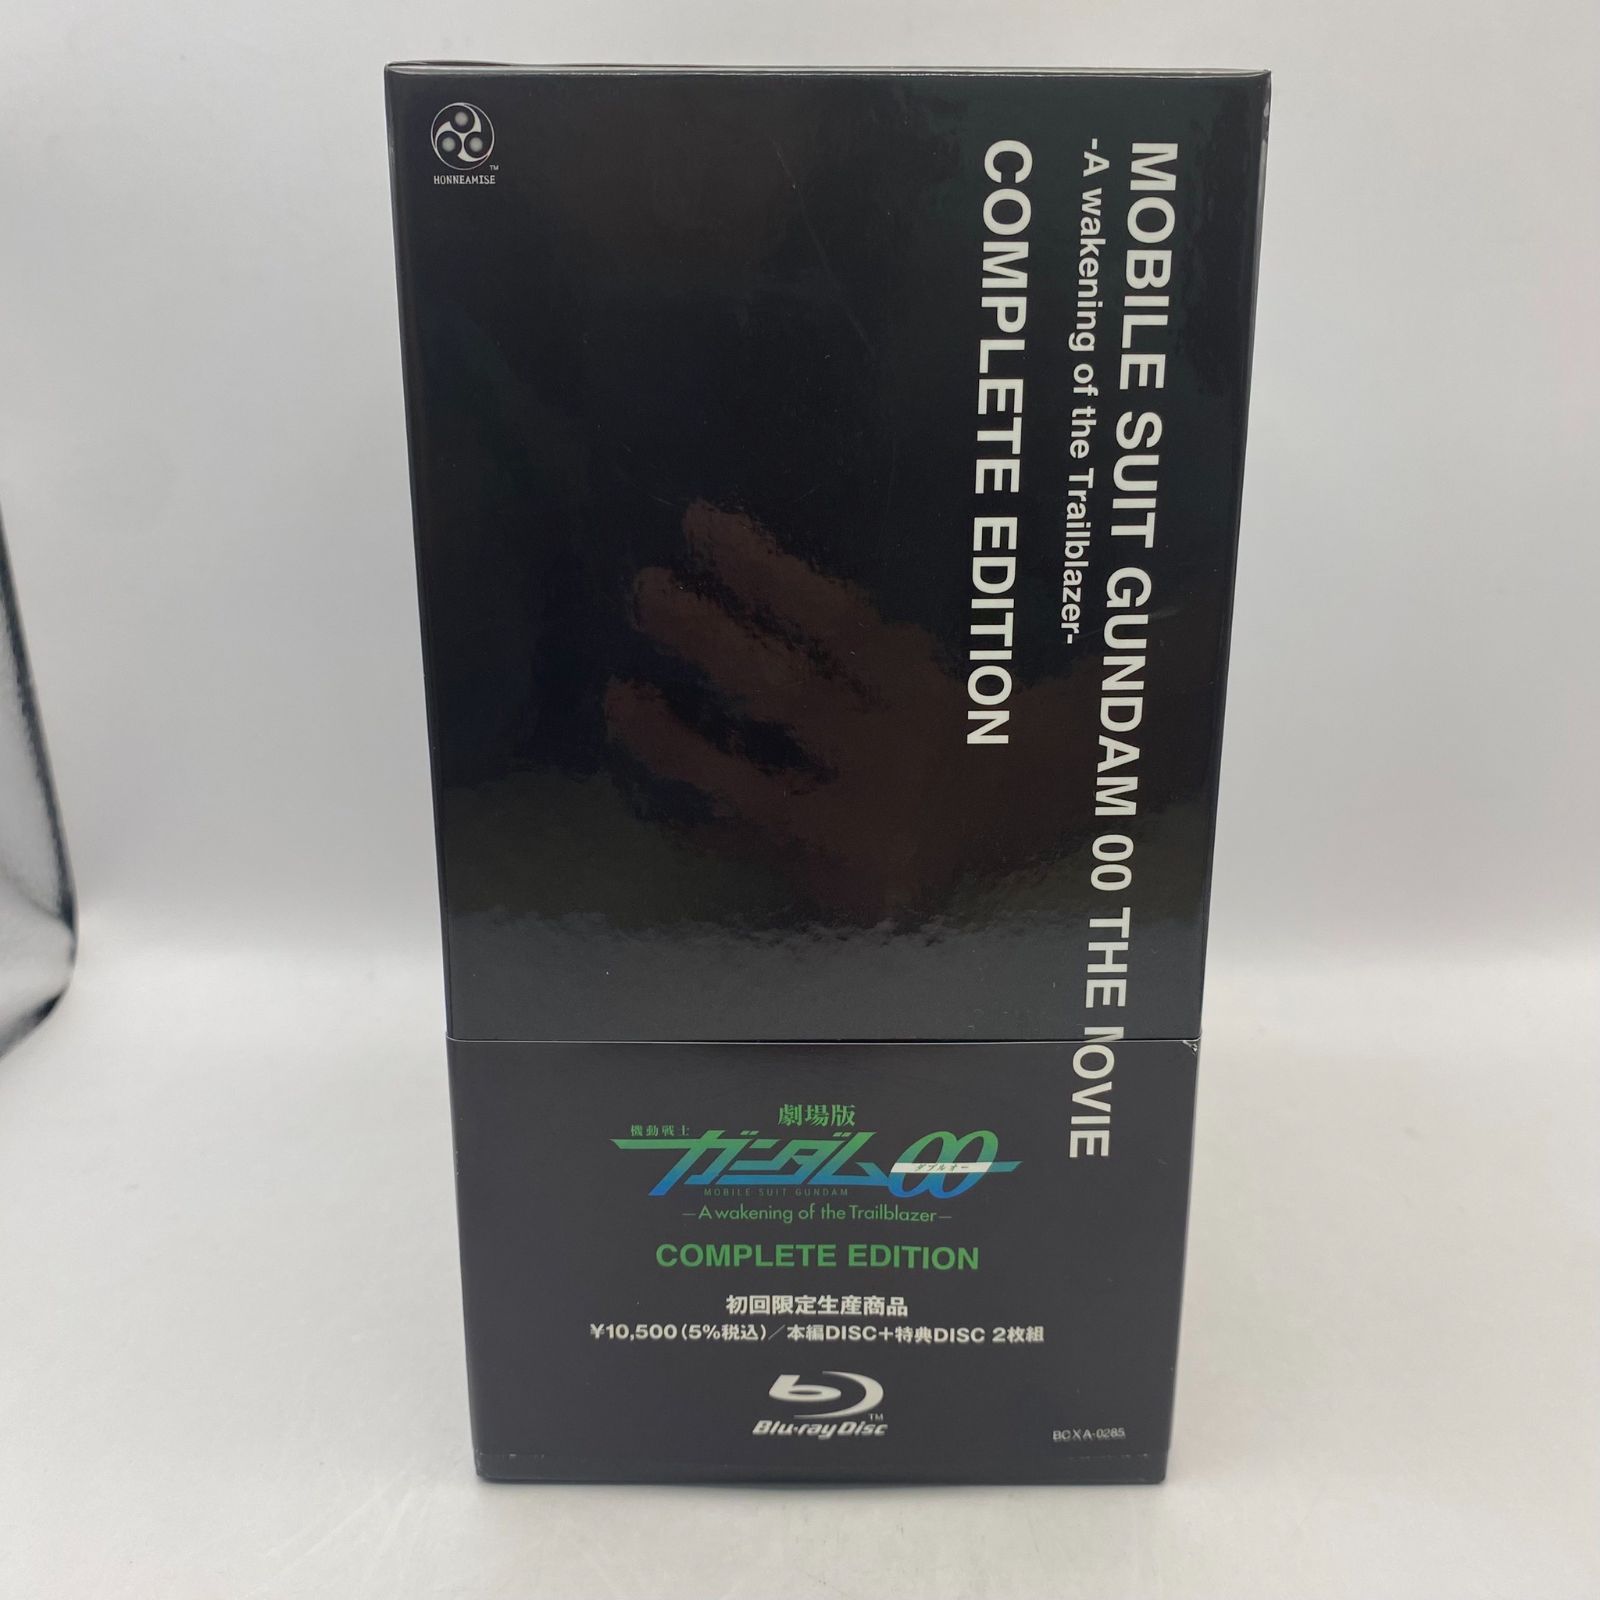 HONNEAMISE
TM
MOBILE SUIT GUNDAM 00 THE MOVIE
-A wakening of the Trailblazer-
COMPLETE EDITION
劇場版
機動戦士
ガンダム00
ダブルオー
MOBILE SUIT GUNDAM
—A wakening of the Trailblazer—
COMPLETE EDITION
初回限定生産商品
¥10,500(5%税込)/本編DISC+特典DISC 2枚組
Blu-ray Disc
TM
BCXA-0285